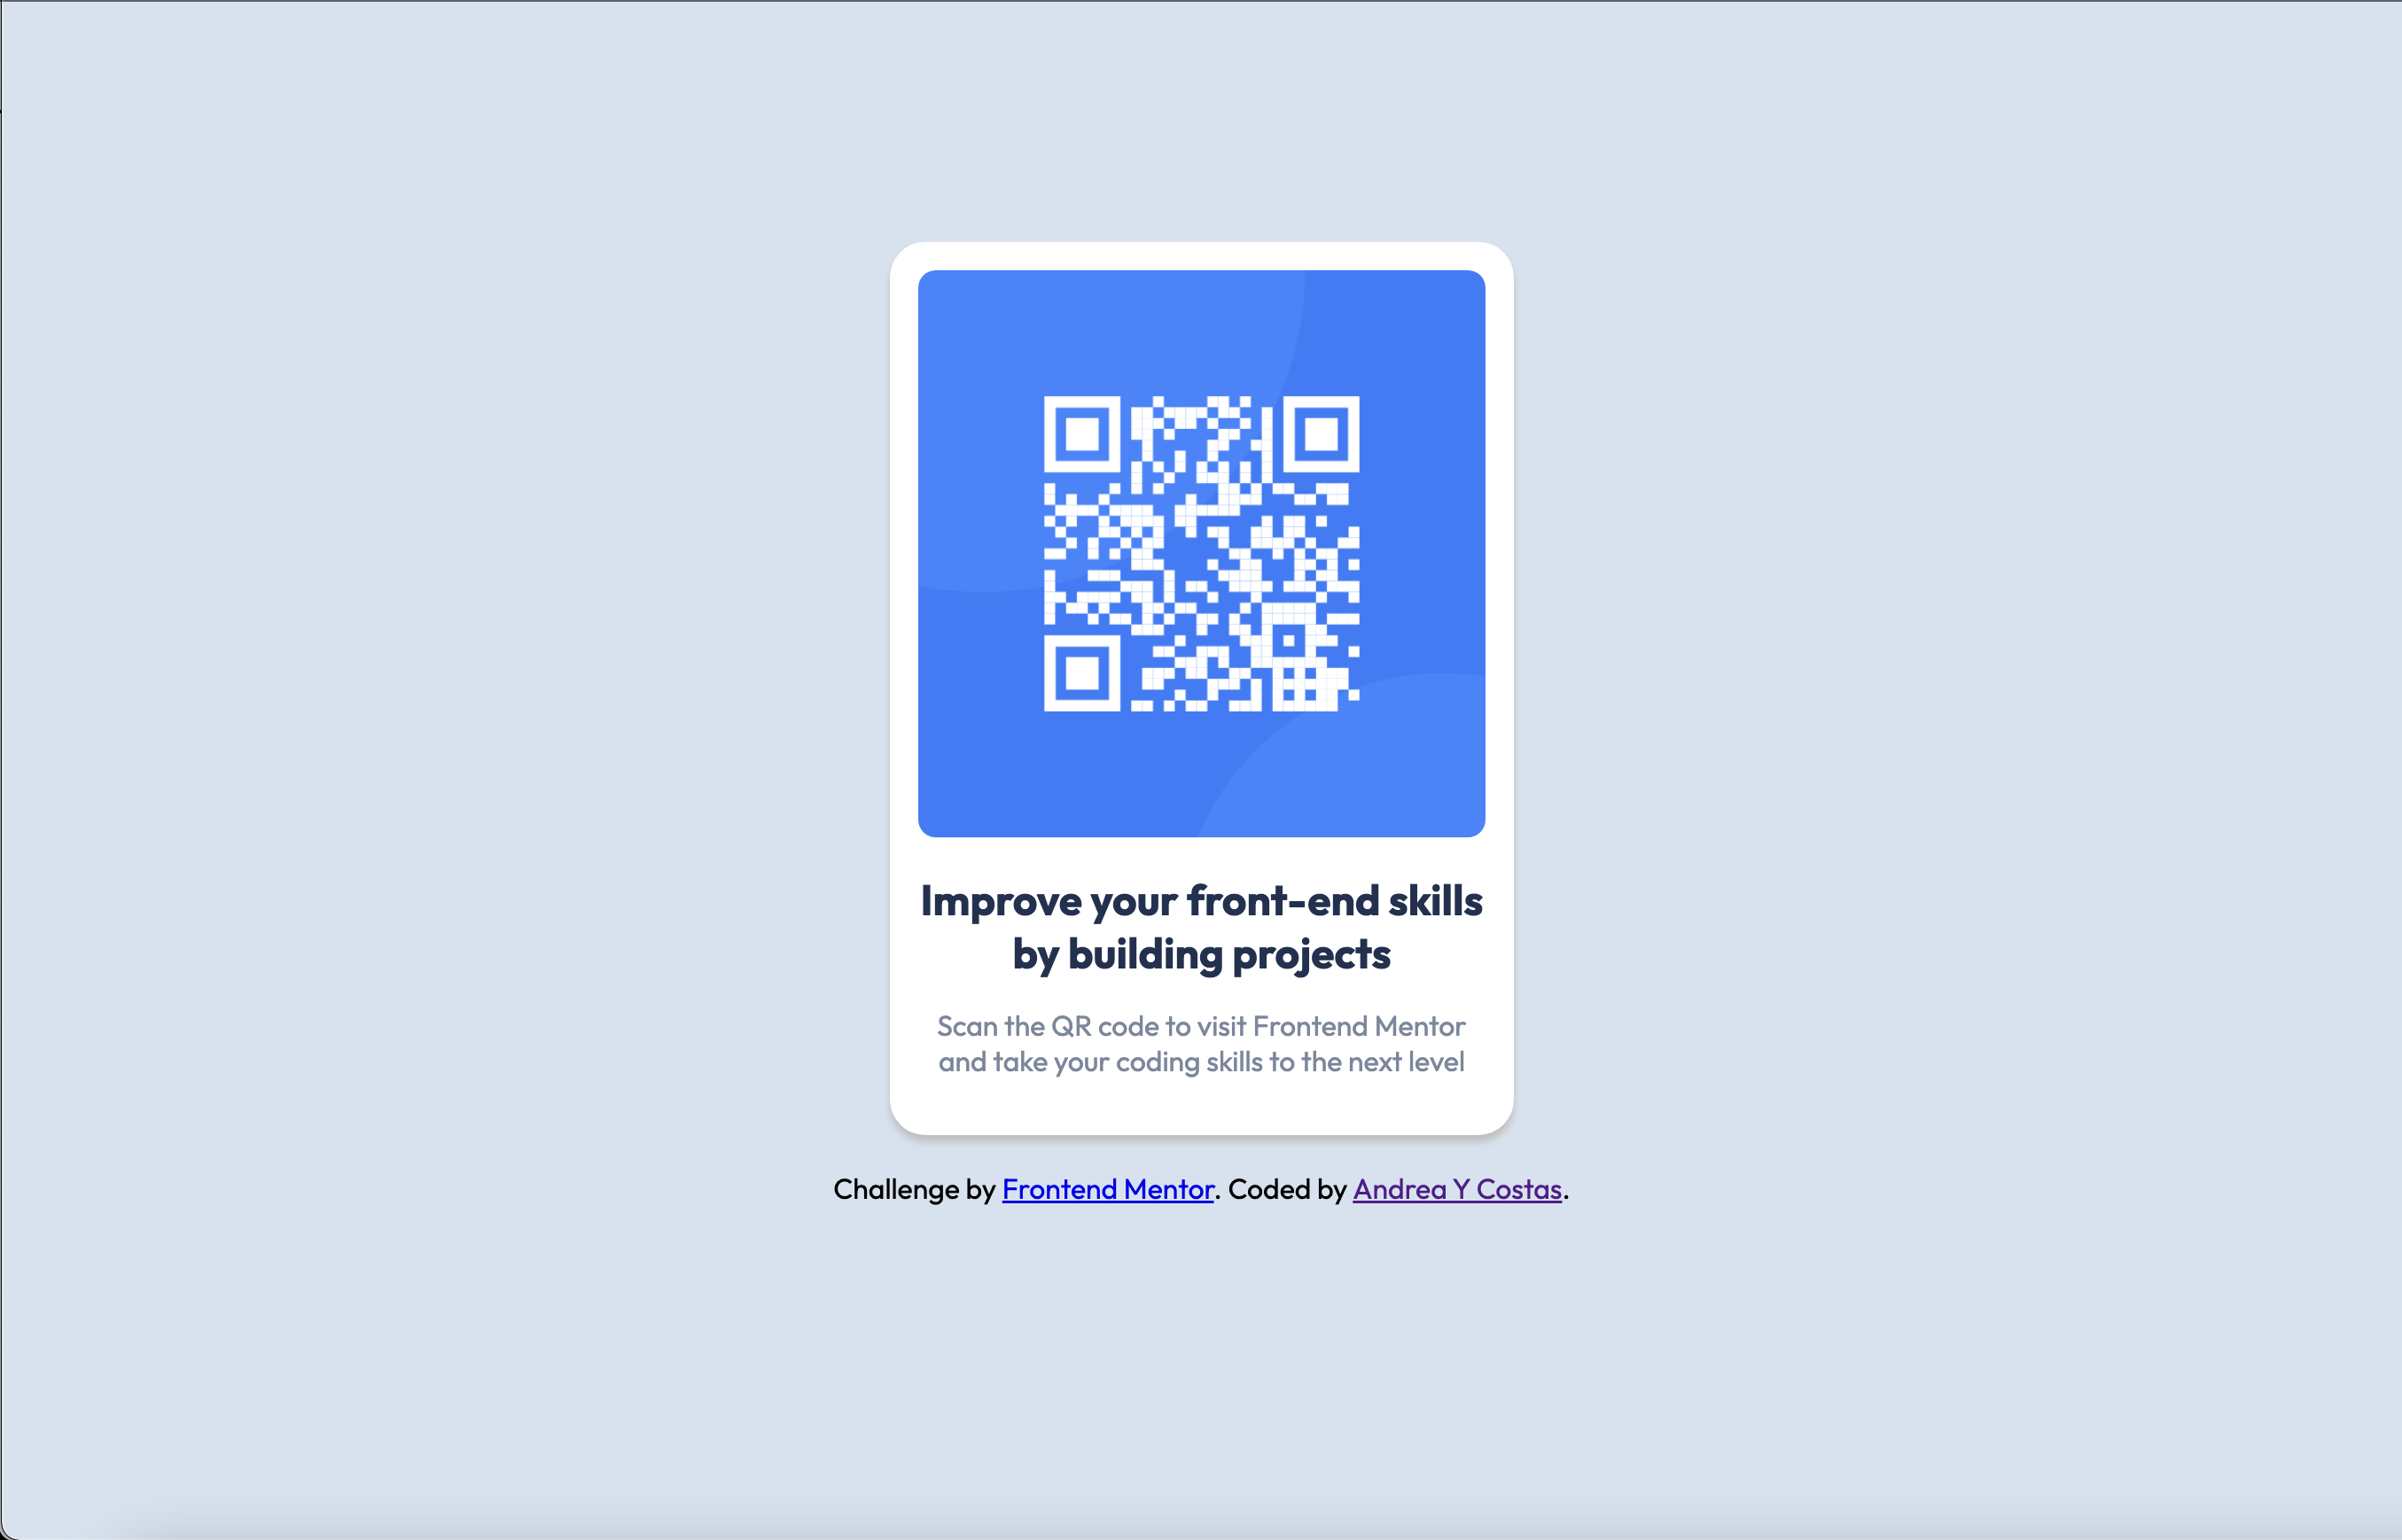 Improve your front-end skills
by building projects
Scan the QR code to visit Frontend Mentor
and take your coding skills to the next level
Challenge by Frontend Mentor. Coded by Andrea Y Costas.